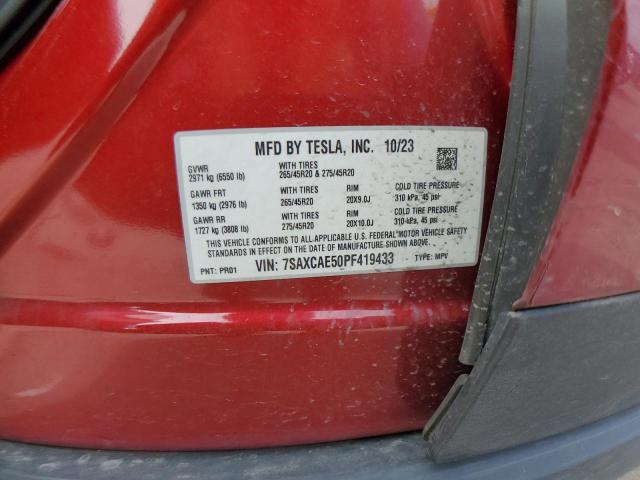 MFD BY TESLA, INC. 10/23
GVWR WITH TIRES
2971 kg (6550 lb) 265/45R20 & 275/45R20
GAWR FRT WITH TIRES RIM COLD TIRE PRESSURE
1350 kg (2976 lb) 265/45R20 20X9.0J 310 kPa, 45 psi
GAWR RR WITH TIRES RIM COLD TIRE PRESSURE
1727 kg (3808 lb) 275/45R20 20X10.0J 310 kPa, 45 psi
THIS VEHICLE CONFORMS TO ALL APPLICABLE U.S. FEDERAL MOTOR VEHICLE SAFETY
STANDARDS IN EFFECT ON THE DATE OF MANUFACTURE SHOWN ABOVE.
PNT: PR01 VIN: 7SAXCAE50PF419433 TYPE: MPV